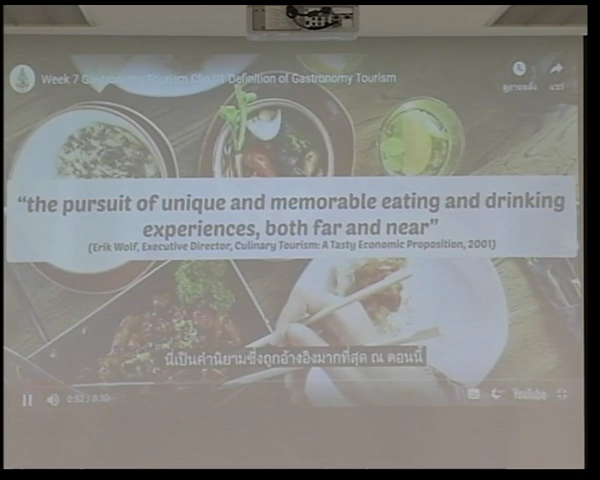 Week 7 Gastronomy Tourism Clip 01 Definition of Gastronomy Tourism
ดูภายหลัง
แชร์
“the pursuit of unique and memorable eating and drinking
experiences, both far and near”
(Erik Wolf, Executive Director, Culinary Tourism: A Tasty Economic Proposition, 2001)
นี่เป็นคำนิยามซึ่งถูกอ้างอิงมากที่สุด ณ ตอนนี้
0:52 / 8:30
YouTube